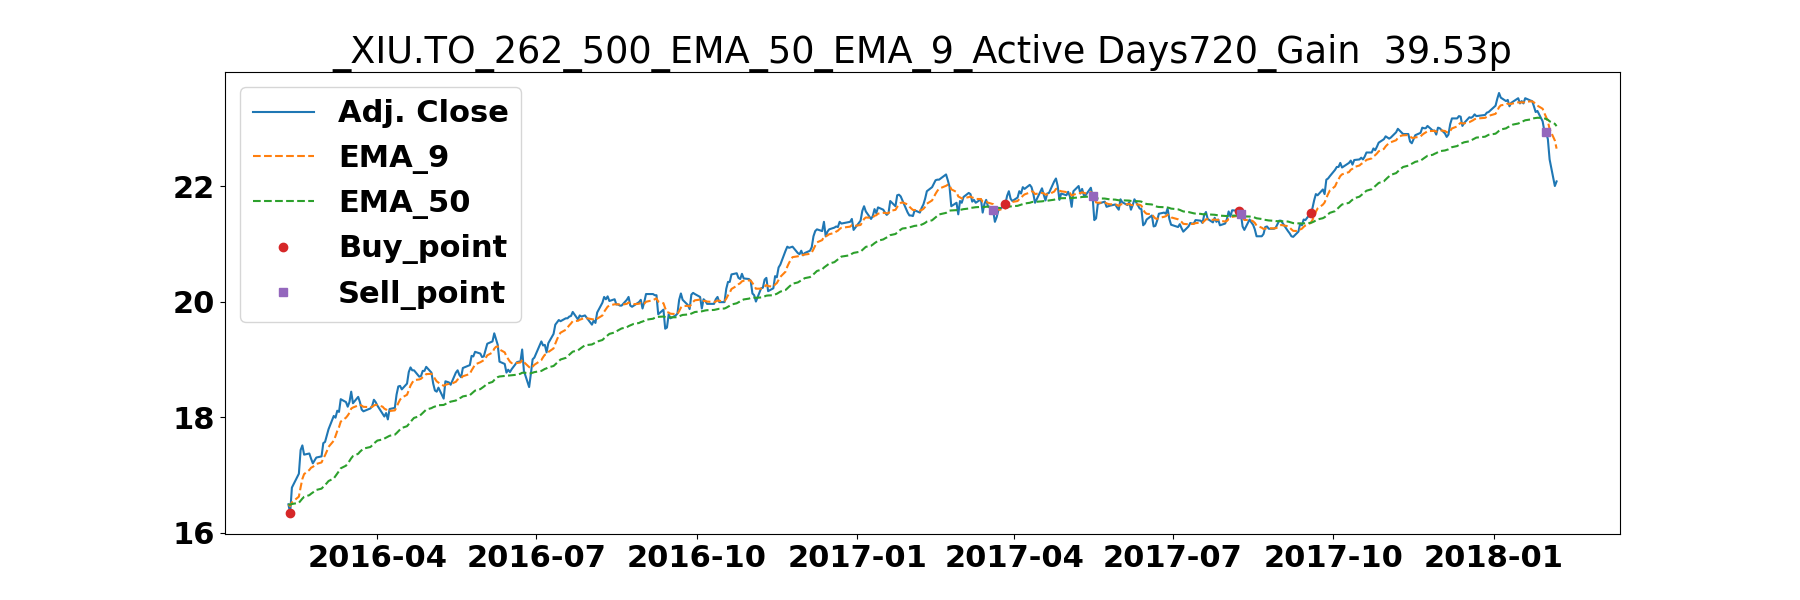 _XIU.TO_262_500_EMA_50_EMA_9_Active Days720_Gain  39.53p
Adj. Close
EMA_9
EMA_50
Buy_point
Sell_point
22
20
18
16
2016-04 2016-07 2016-10 2017-01 2017-04 2017-07 2017-10 2018-01